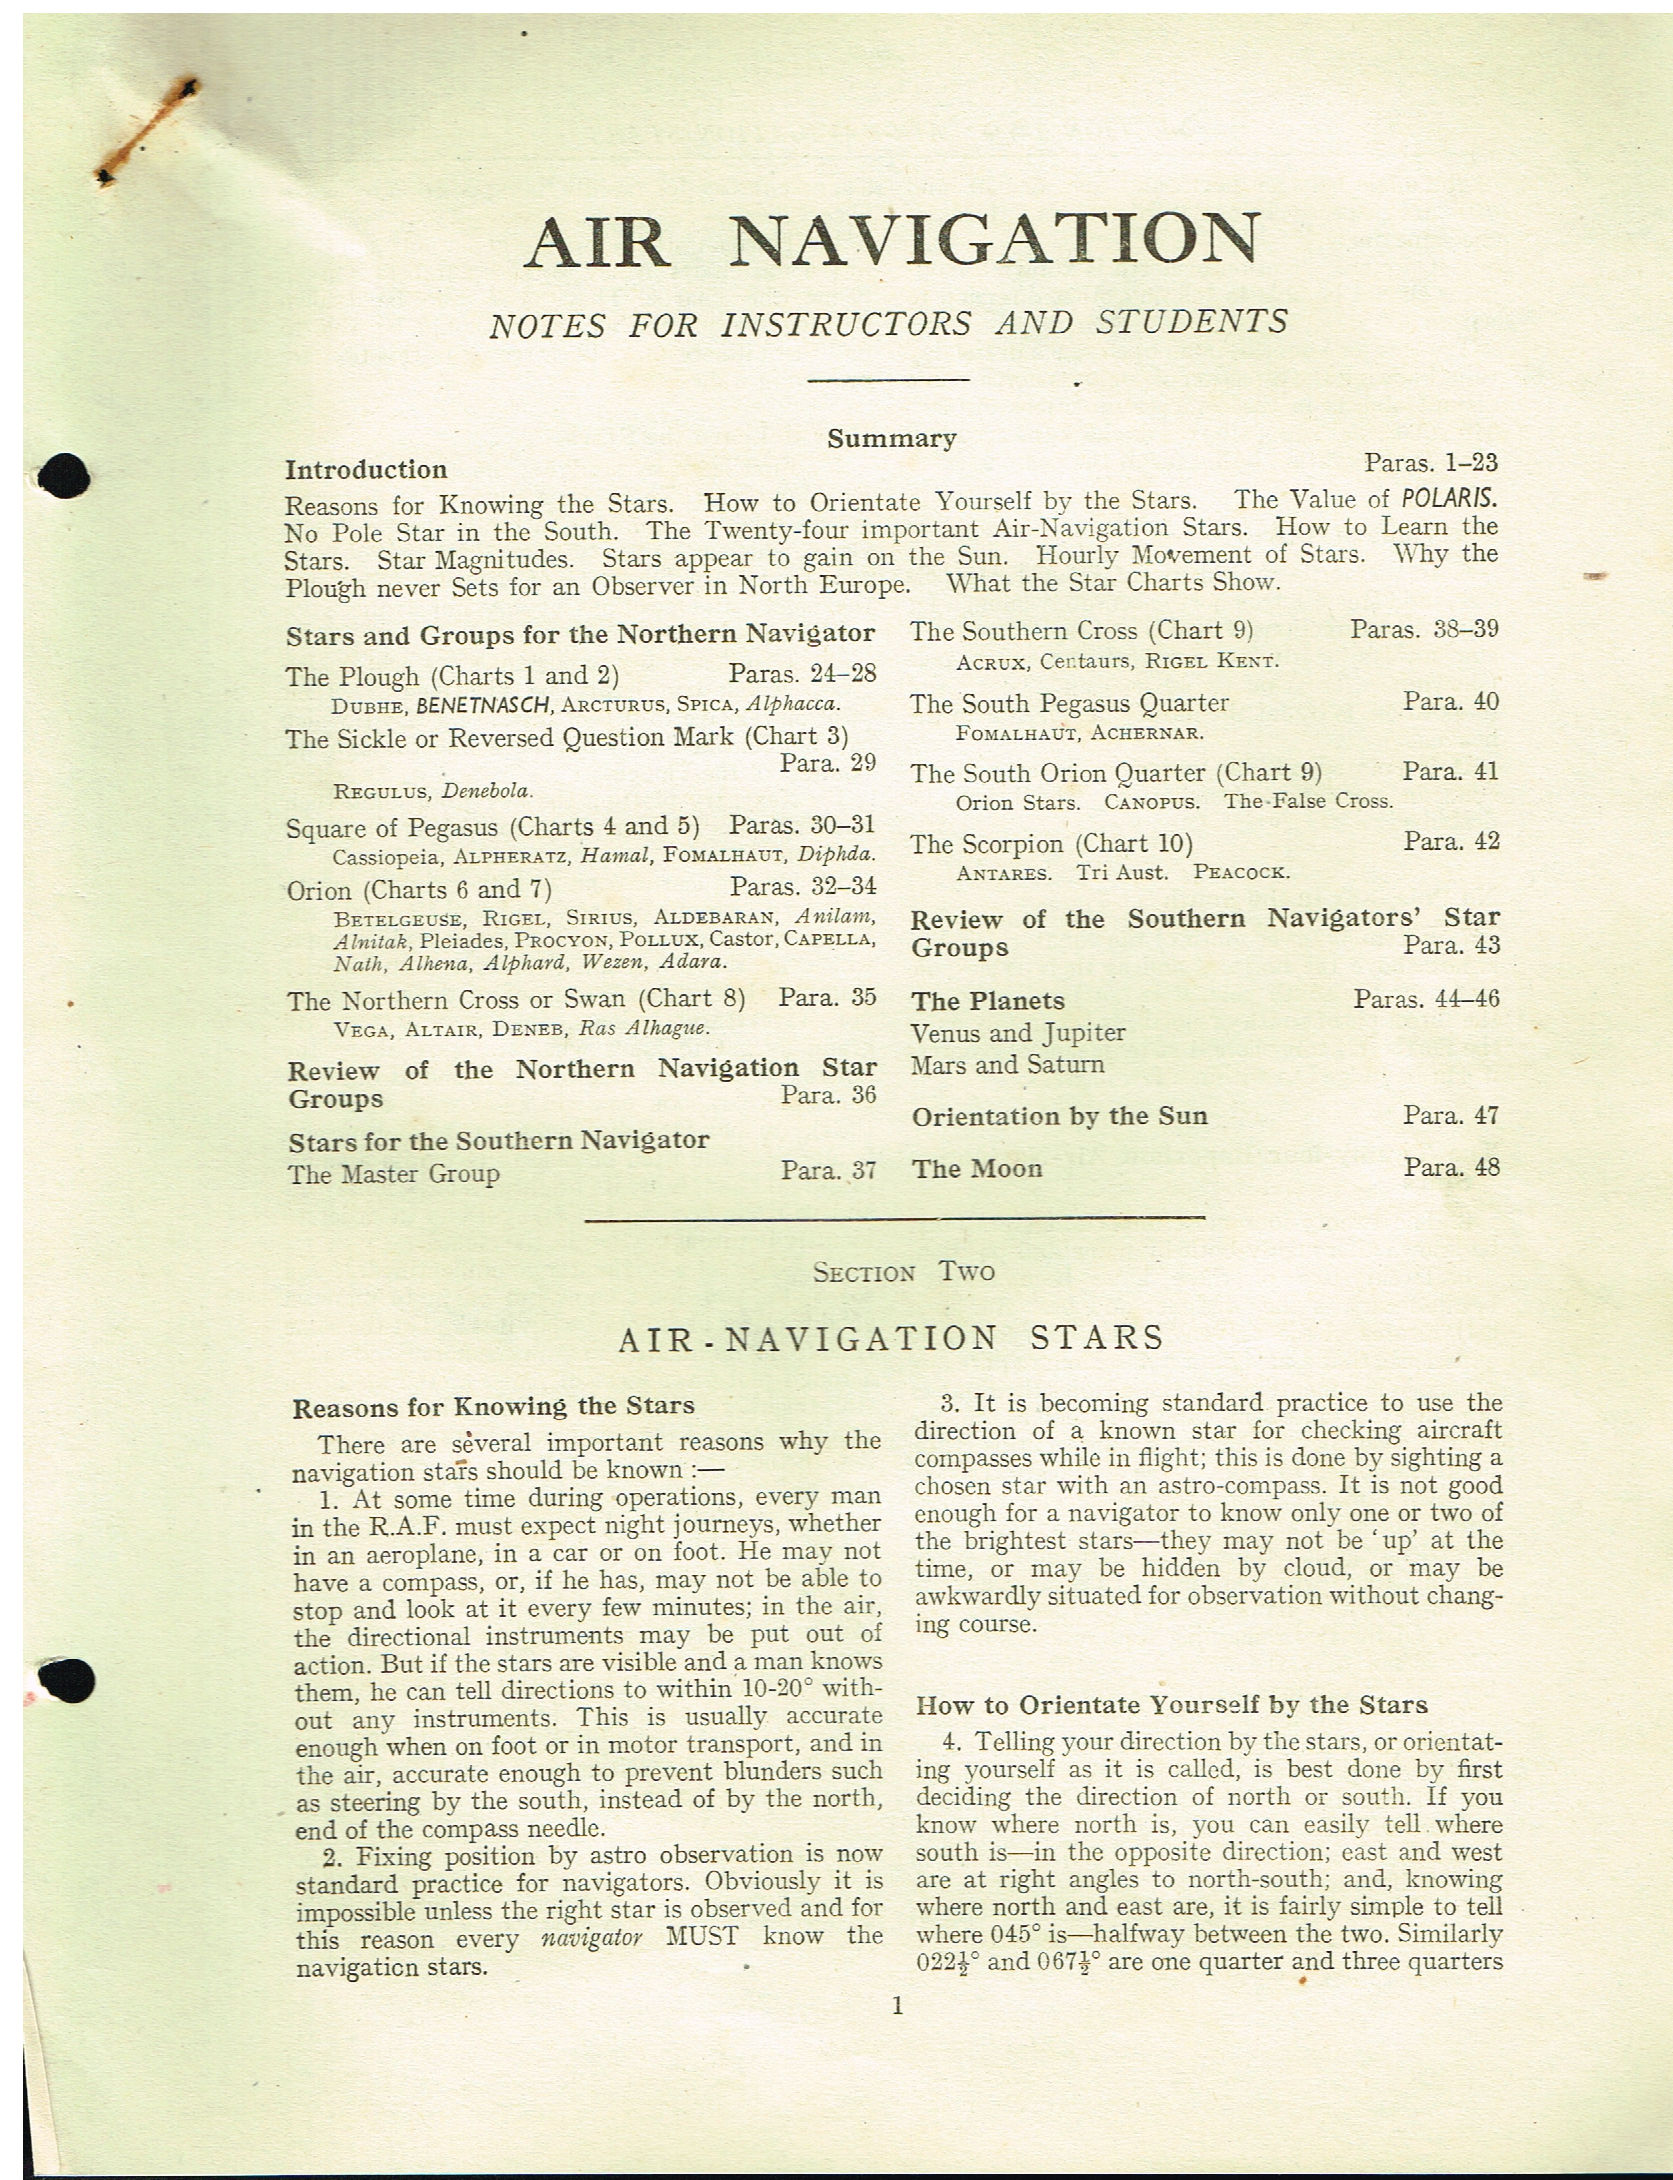 AIR NAVIGATION
NOTES FOR INSTRUCTORS AND STUDENTS
Summary
Introduction Paras. 1–23
Reasons for Knowing the Stars. How to Orientate Yourself by the Stars. The Value of POLARIS.
No Pole Star in the South. The Twenty-four important Air-Navigation Stars. How to Learn the
Stars. Star Magnitudes. Stars appear to gain on the Sun. Hourly Movement of Stars. Why the
Plough never Sets for an Observer in North Europe. What the Star Charts Show.
Stars and Groups for the Northern Navigator
The Plough (Charts 1 and 2) Paras. 24–28
DUBHE, BENETNASCH, ARCTURUS, SPICA, Alphacca.
The Sickle or Reversed Question Mark (Chart 3)
Para. 29
REGULUS, Denebola.
Square of Pegasus (Charts 4 and 5) Paras. 30–31
Cassiopeia, ALPHERATZ, Hamal, FOMALHAUT, Diphda.
Orion (Charts 6 and 7) Paras. 32–34
BETELGEUSE, RIGEL, SIRIUS, ALDEBARAN, Anilam,
Alnitak, Pleiades, PROCYON, POLLUX, Castor, CAPELLA,
Nath, Alhena, Alphard, Wezen, Adara.
The Northern Cross or Swan (Chart 8) Para. 35
VEGA, ALTAIR, DENEB, Ras Alhague.
Review of the Northern Navigation Star
Groups Para. 36
Stars for the Southern Navigator
The Master Group Para. 37
The Southern Cross (Chart 9) Paras. 38–39
ACRUX, Centaurs, RIGEL KENT.
The South Pegasus Quarter Para. 40
FOMALHAUT, ACHERNAR.
The South Orion Quarter (Chart 9) Para. 41
Orion Stars. CANOPUS. The False Cross.
The Scorpion (Chart 10) Para. 42
ANTARES. Tri Aust. PEACOCK.
Review of the Southern Navigators' Star
Groups Para. 43
The Planets Paras. 44–46
Venus and Jupiter
Mars and Saturn
Orientation by the Sun Para. 47
The Moon Para. 48
SECTION TWO
AIR-NAVIGATION STARS
Reasons for Knowing the Stars
There are several important reasons why the
navigation stars should be known :—
1. At some time during operations, every man
in the R.A.F. must expect night journeys, whether
in an aeroplane, in a car or on foot. He may not
have a compass, or, if he has, may not be able to
stop and look at it every few minutes; in the air,
the directional instruments may be put out of
action. But if the stars are visible and a man knows
them, he can tell directions to within 10-20° with-
out any instruments. This is usually accurate
enough when on foot or in motor transport, and in
the air, accurate enough to prevent blunders such
as steering by the south, instead of by the north,
end of the compass needle.
2. Fixing position by astro observation is now
standard practice for navigators. Obviously it is
impossible unless the right star is observed and for
this reason every navigator MUST know the
navigation stars.
3. It is becoming standard practice to use the
direction of a known star for checking aircraft
compasses while in flight; this is done by sighting a
chosen star with an astro-compass. It is not good
enough for a navigator to know only one or two of
the brightest stars—they may not be 'up' at the
time, or may be hidden by cloud, or may be
awkwardly situated for observation without chang-
ing course.
How to Orientate Yourself by the Stars
4. Telling your direction by the stars, or orientat-
ing yourself as it is called, is best done by first
deciding the direction of north or south. If you
know where north is, you can easily tell where
south is—in the opposite direction; east and west
are at right angles to north-south; and, knowing
where north and east are, it is fairly simple to tell
where 045° is—halfway between the two. Similarly
022½° and 067½° are one quarter and three quarters
1